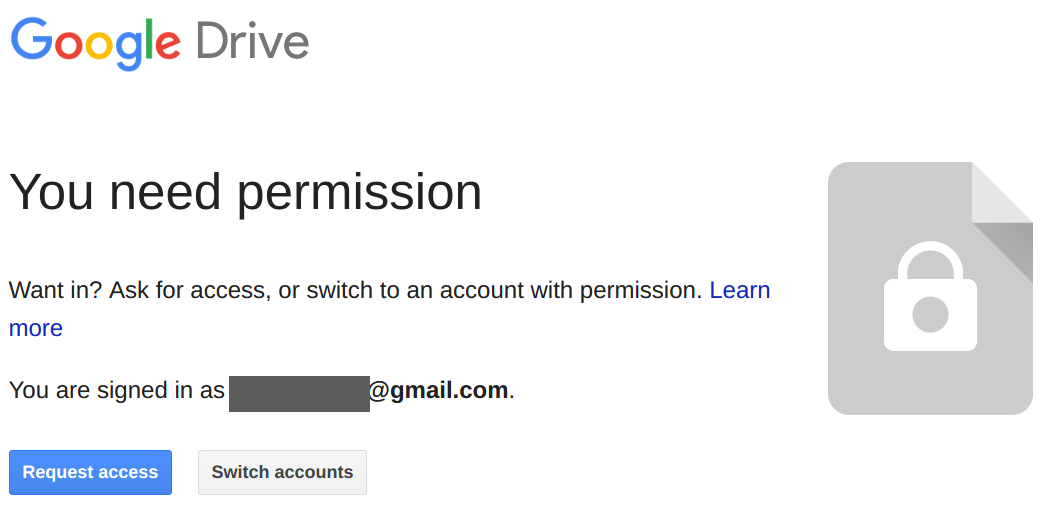 Google Drive
You need permission
Want in? Ask for access, or switch to an account with permission. Learn
more
You are signed in as @gmail.com.
Request access Switch accounts